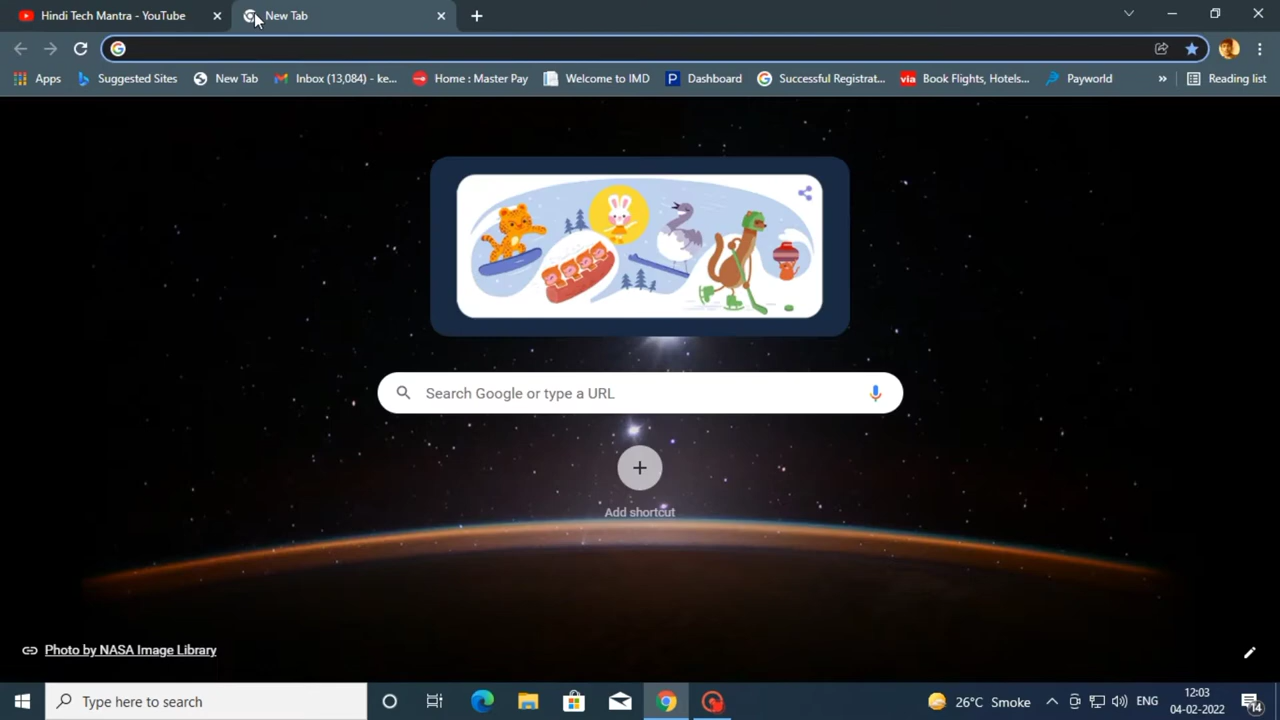 Hindi Tech Mantra - YouTube
New Tab
Apps
Suggested Sites
New Tab
Inbox (13,084) - ke...
Home : Master Pay
Welcome to IMD
Dashboard
Successful Registrat...
Book Flights, Hotels...
Payworld
»
Reading list
Search Google or type a URL
Add shortcut
Photo by NASA Image Library
Type here to search
26°C Smoke
ENG
12:03
04-02-2022
14